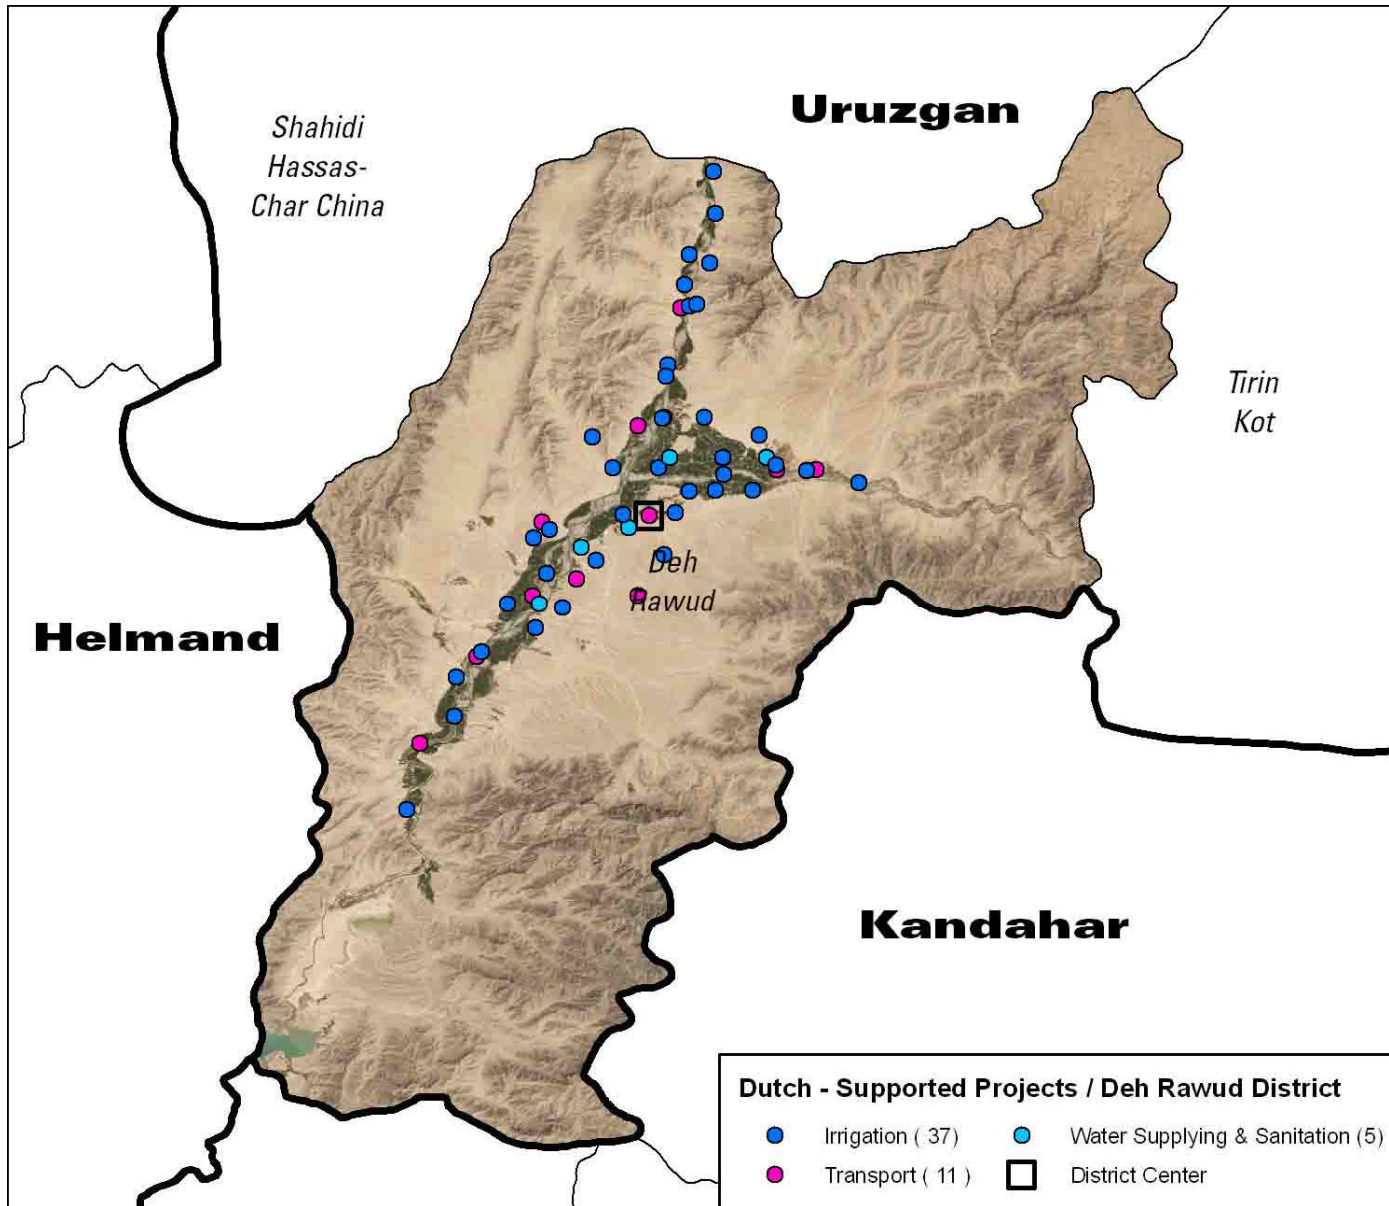 Uruzgan
Shahidi
Hassas-
Char China
Tirin
Kot
Deh
Rawud
Helmand
Kandahar
Dutch - Supported Projects / Deh Rawud District
Irrigation ( 37)
Water Supplying & Sanitation (5)
Transport ( 11 )
District Center